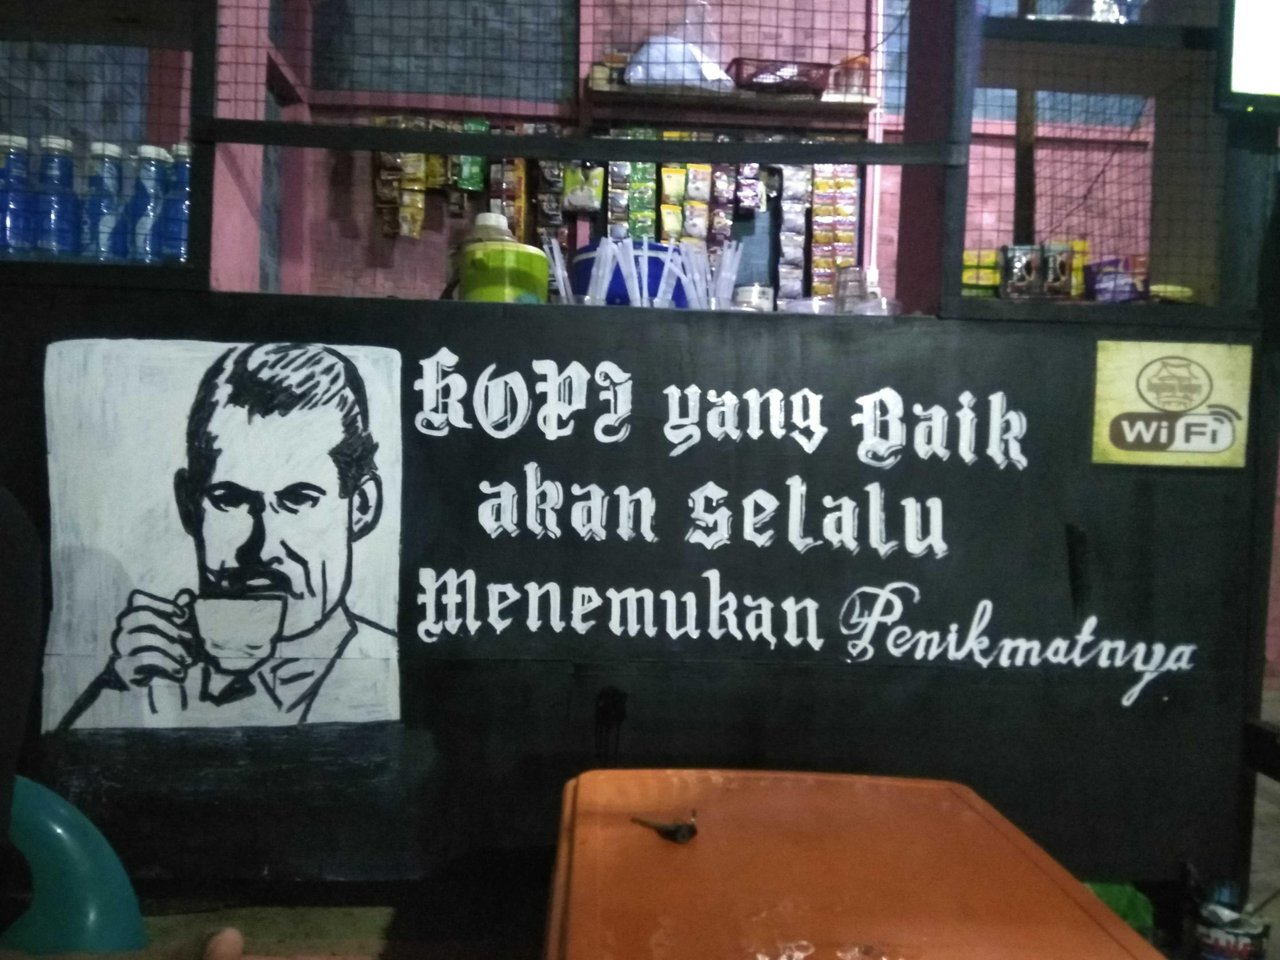 KOPI yang Baik
akan selalu
Menemukan Penikmatnya
WiFi